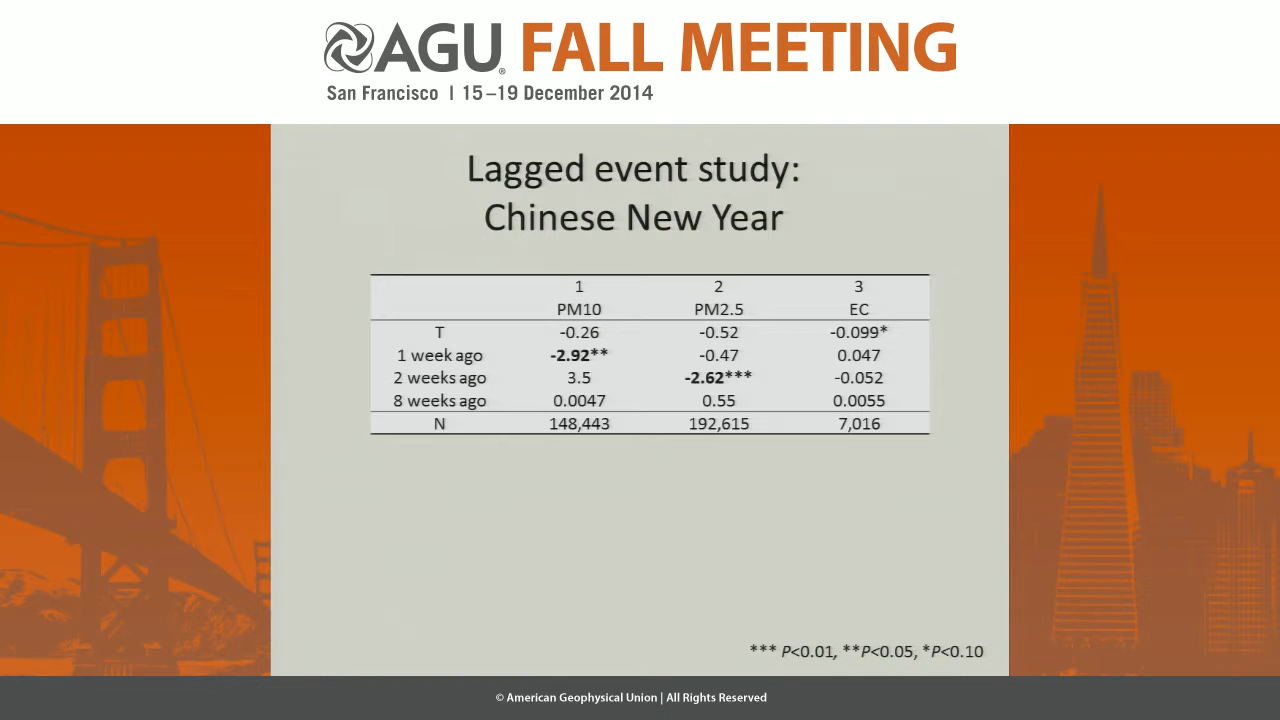 AGU® FALL MEETING
San Francisco | 15–19 December 2014
Lagged event study:
Chinese New Year
1 2 3
PM10 PM2.5 EC
T -0.26 -0.52 -0.099*
1 week ago -2.92** -0.47 0.047
2 weeks ago 3.5 -2.62*** -0.052
8 weeks ago 0.0047 0.55 0.0055
N 148,443 192,615 7,016
*** P<0.01, **P<0.05, *P<0.10
© American Geophysical Union | All Rights Reserved